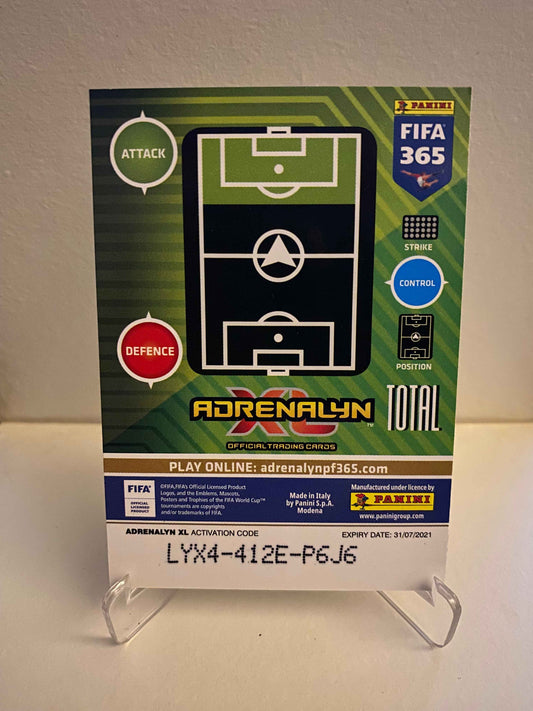 PANINI
FIFA
365
ATTACK
STRIKE
CONTROL
DEFENCE
POSITION
ADRENALYN
XL™
TOTAL
OFFICIAL TRADING CARDS
PLAY ONLINE: adrenalynpf365.com
FIFA®
OFFICIAL
LICENSED
PRODUCT
©FIFA, FIFA's Official Licensed Product
Logos, and the Emblems, Mascots,
Posters and Trophies of the FIFA World Cup™
tournaments are copyrights
and/or trademarks of FIFA.
Made in Italy
by Panini S.p.A.
Modena
Manufactured under licence by
PANINI
www.paninigroup.com
ADRENALYN XL ACTIVATION CODE
EXPIRY DATE: 31/07/2021
LYX4-412E-P6J6